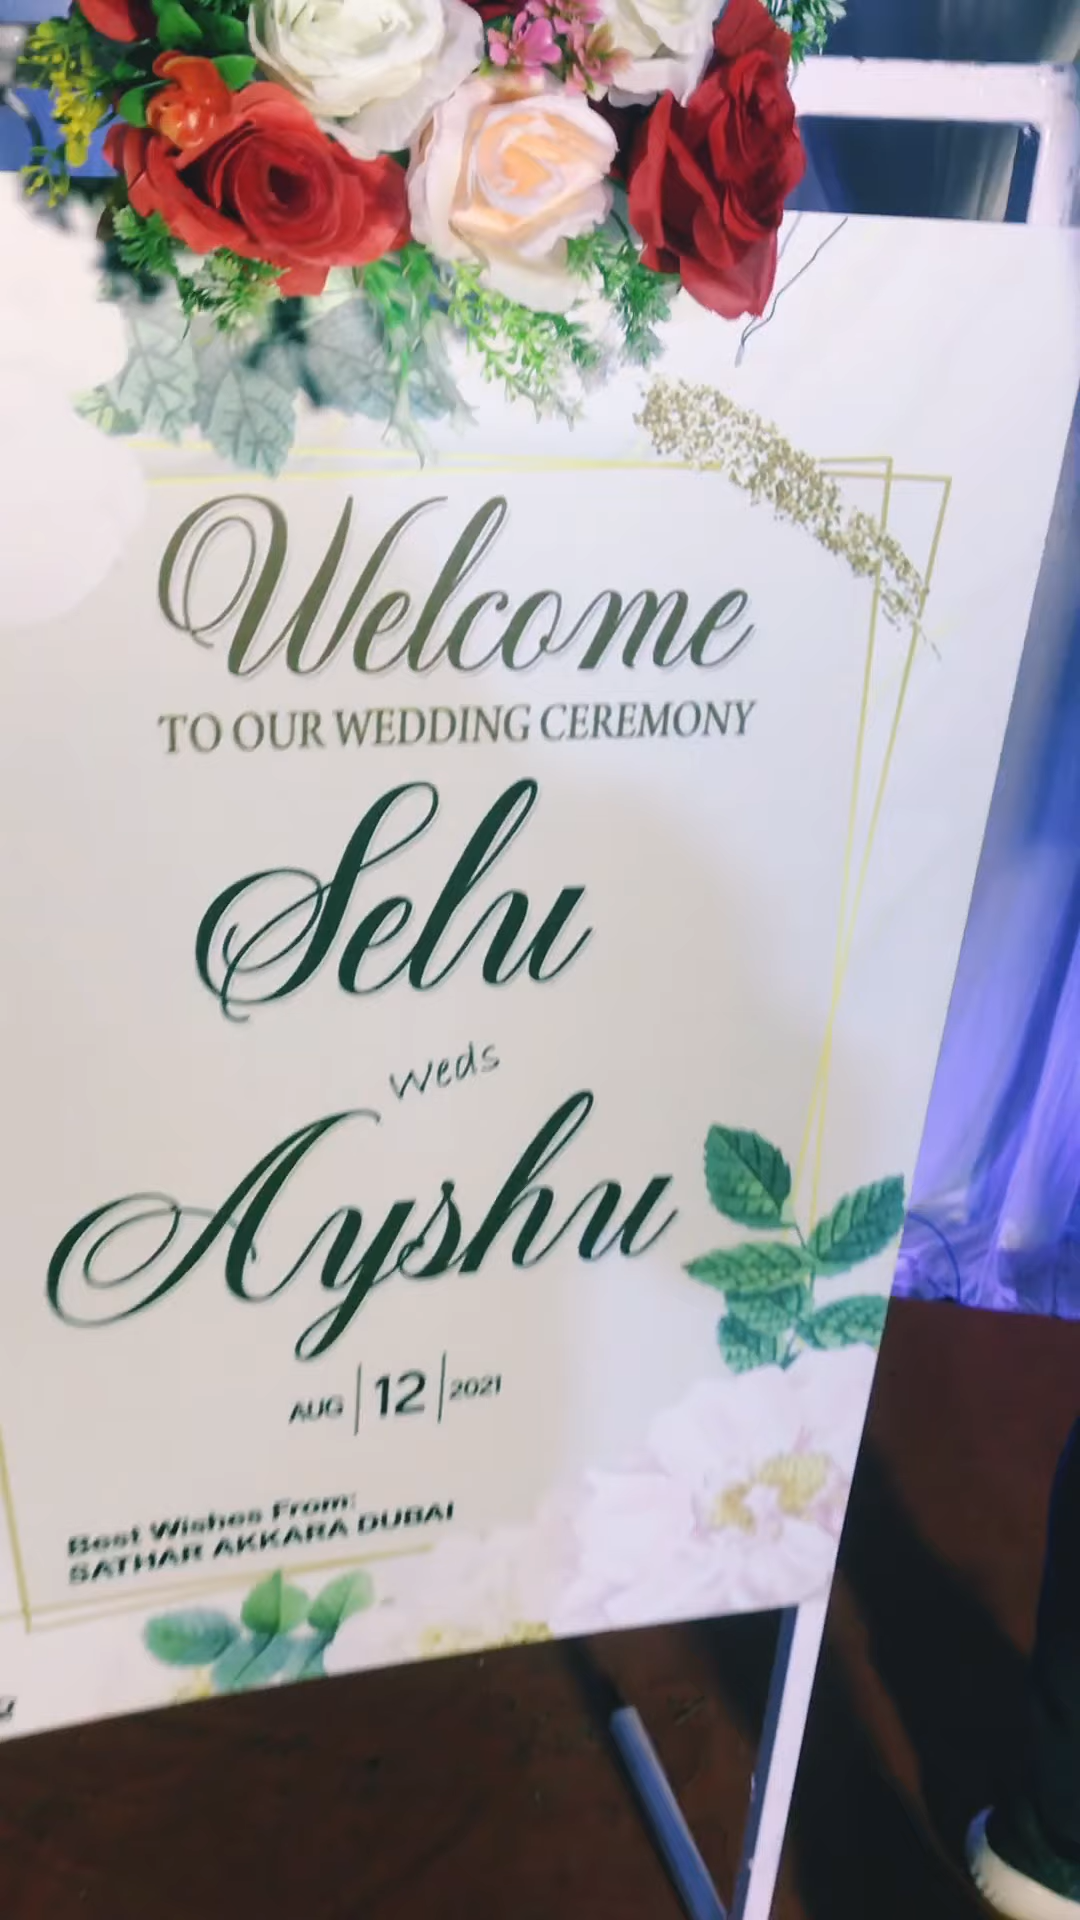 Welcome
TO OUR WEDDING CEREMONY
Selu
weds
Ayshu
AUG | 12 | 2021
Best Wishes From:
SATHAR AKKARA DUBAI